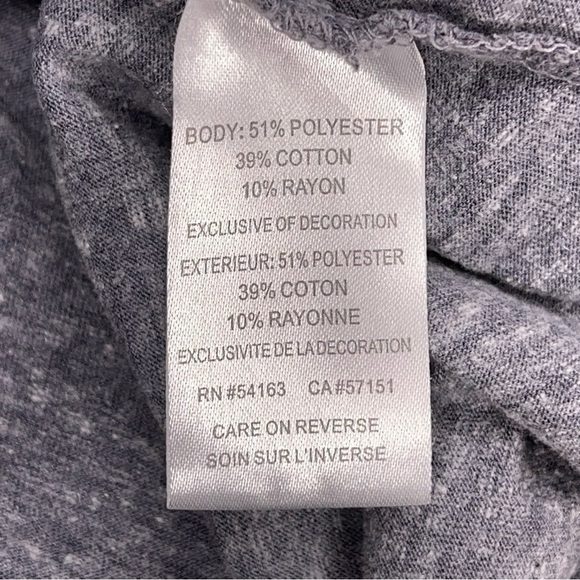 BODY: 51% POLYESTER
39% COTTON
10% RAYON
EXCLUSIVE OF DECORATION
EXTERIEUR: 51% POLYESTER
39% COTON
10% RAYONNE
EXCLUSIVITE DE LA DECORATION
RN #54163 CA #57151
CARE ON REVERSE
SOIN SUR L'INVERSE